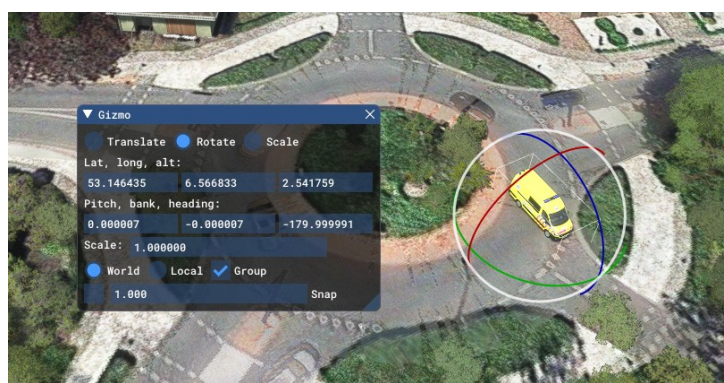 Gizmo
Translate Rotate Scale
Lat, long, alt:
53.146435 6.566833 2.541759
Pitch, bank, heading:
0.000007 -0.000007 -179.999991
Scale: 1.000000
World Local Group
1.000 Snap